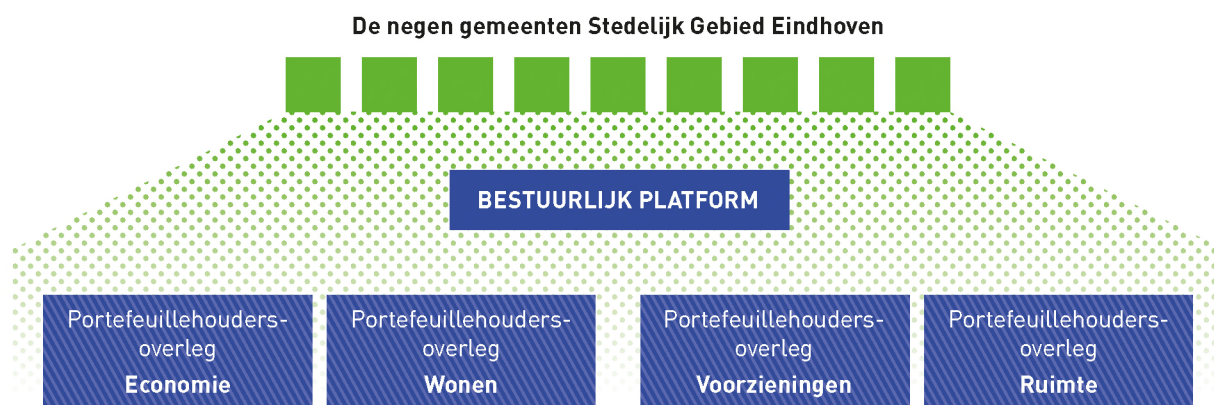 De negen gemeenten Stedelijk Gebied Eindhoven
BESTUURLIJK PLATFORM
Portefeuillehouders-
overleg
Economie
Portefeuillehouders-
overleg
Wonen
Portefeuillehouders-
overleg
Voorzieningen
Portefeuillehouders-
overleg
Ruimte